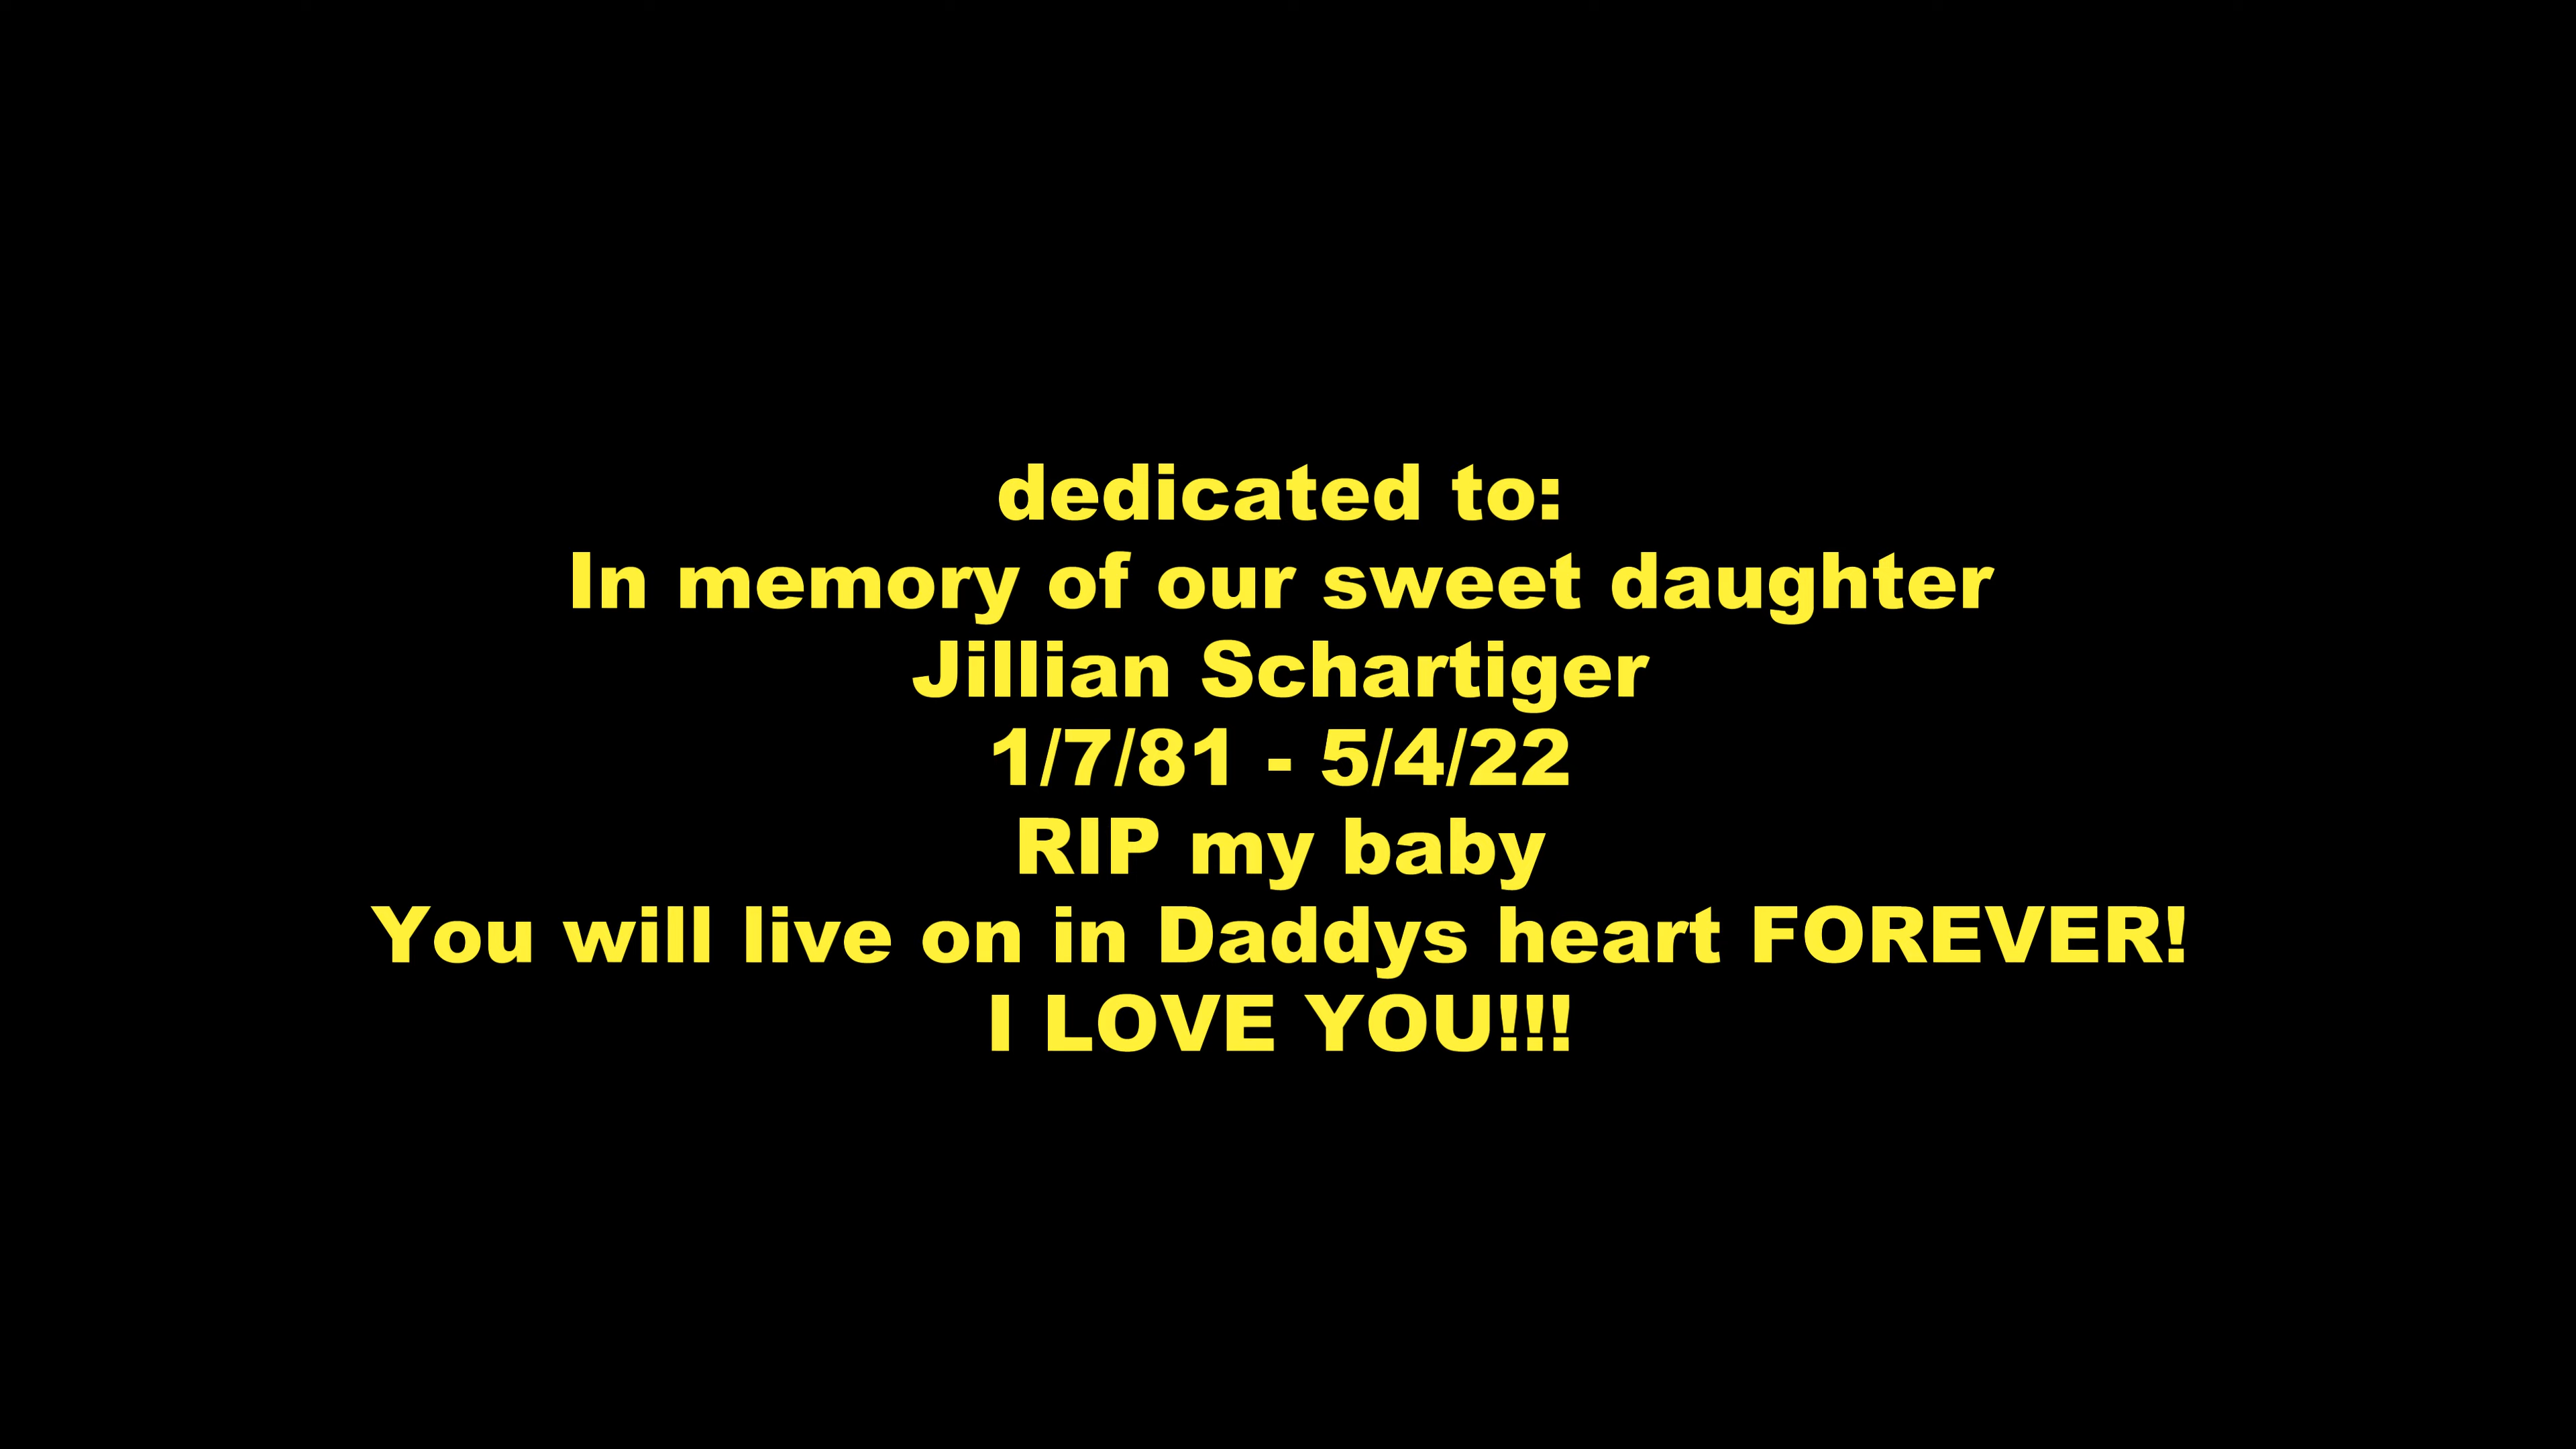 dedicated to:
In memory of our sweet daughter
Jillian Schartiger
1/7/81 - 5/4/22
RIP my baby
You will live on in Daddys heart FOREVER!
I LOVE YOU!!!